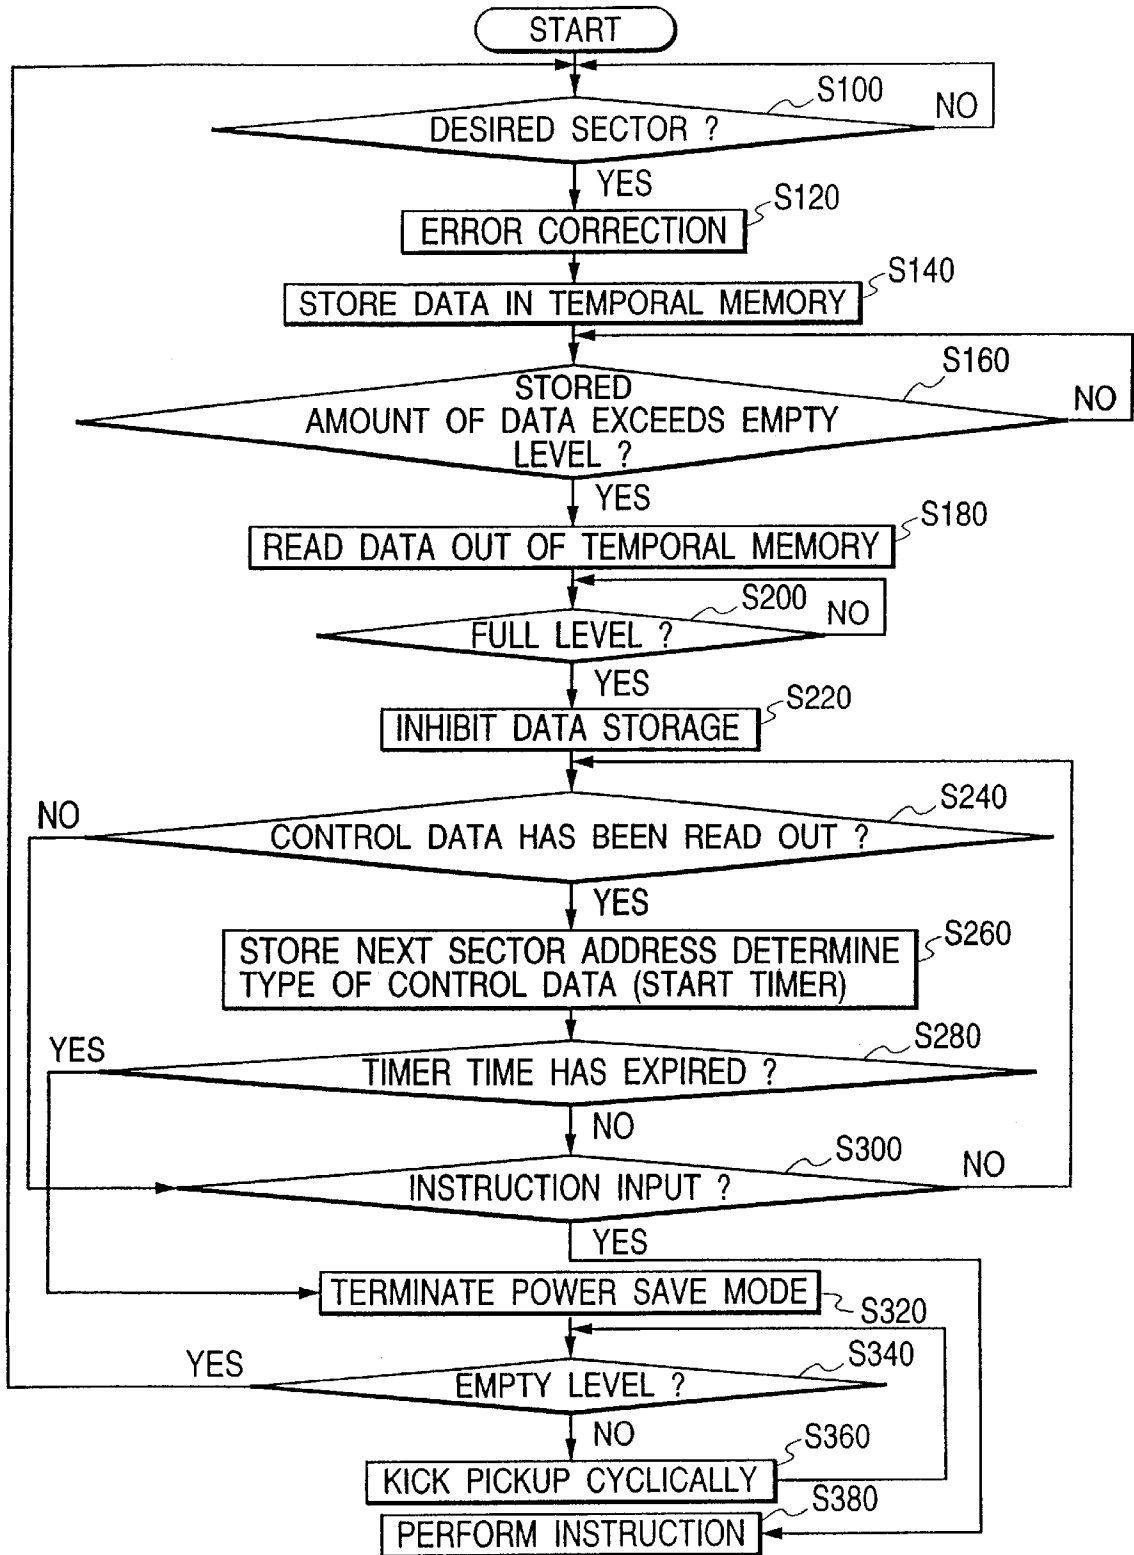 START
S100
NO
DESIRED SECTOR ?
YES
S120
ERROR CORRECTION
S140
STORE DATA IN TEMPORAL MEMORY
S160
NO
STORED
AMOUNT OF DATA EXCEEDS EMPTY
LEVEL ?
YES
S180
READ DATA OUT OF TEMPORAL MEMORY
S200
NO
FULL LEVEL ?
YES
S220
INHIBIT DATA STORAGE
S240
NO
CONTROL DATA HAS BEEN READ OUT ?
YES
S260
STORE NEXT SECTOR ADDRESS DETERMINE
TYPE OF CONTROL DATA (START TIMER)
S280
YES
TIMER TIME HAS EXPIRED ?
NO
S300
NO
INSTRUCTION INPUT ?
YES
TERMINATE POWER SAVE MODE
S320
S340
YES
EMPTY LEVEL ?
NO
S360
KICK PICKUP CYCLICALLY
S380
PERFORM INSTRUCTION